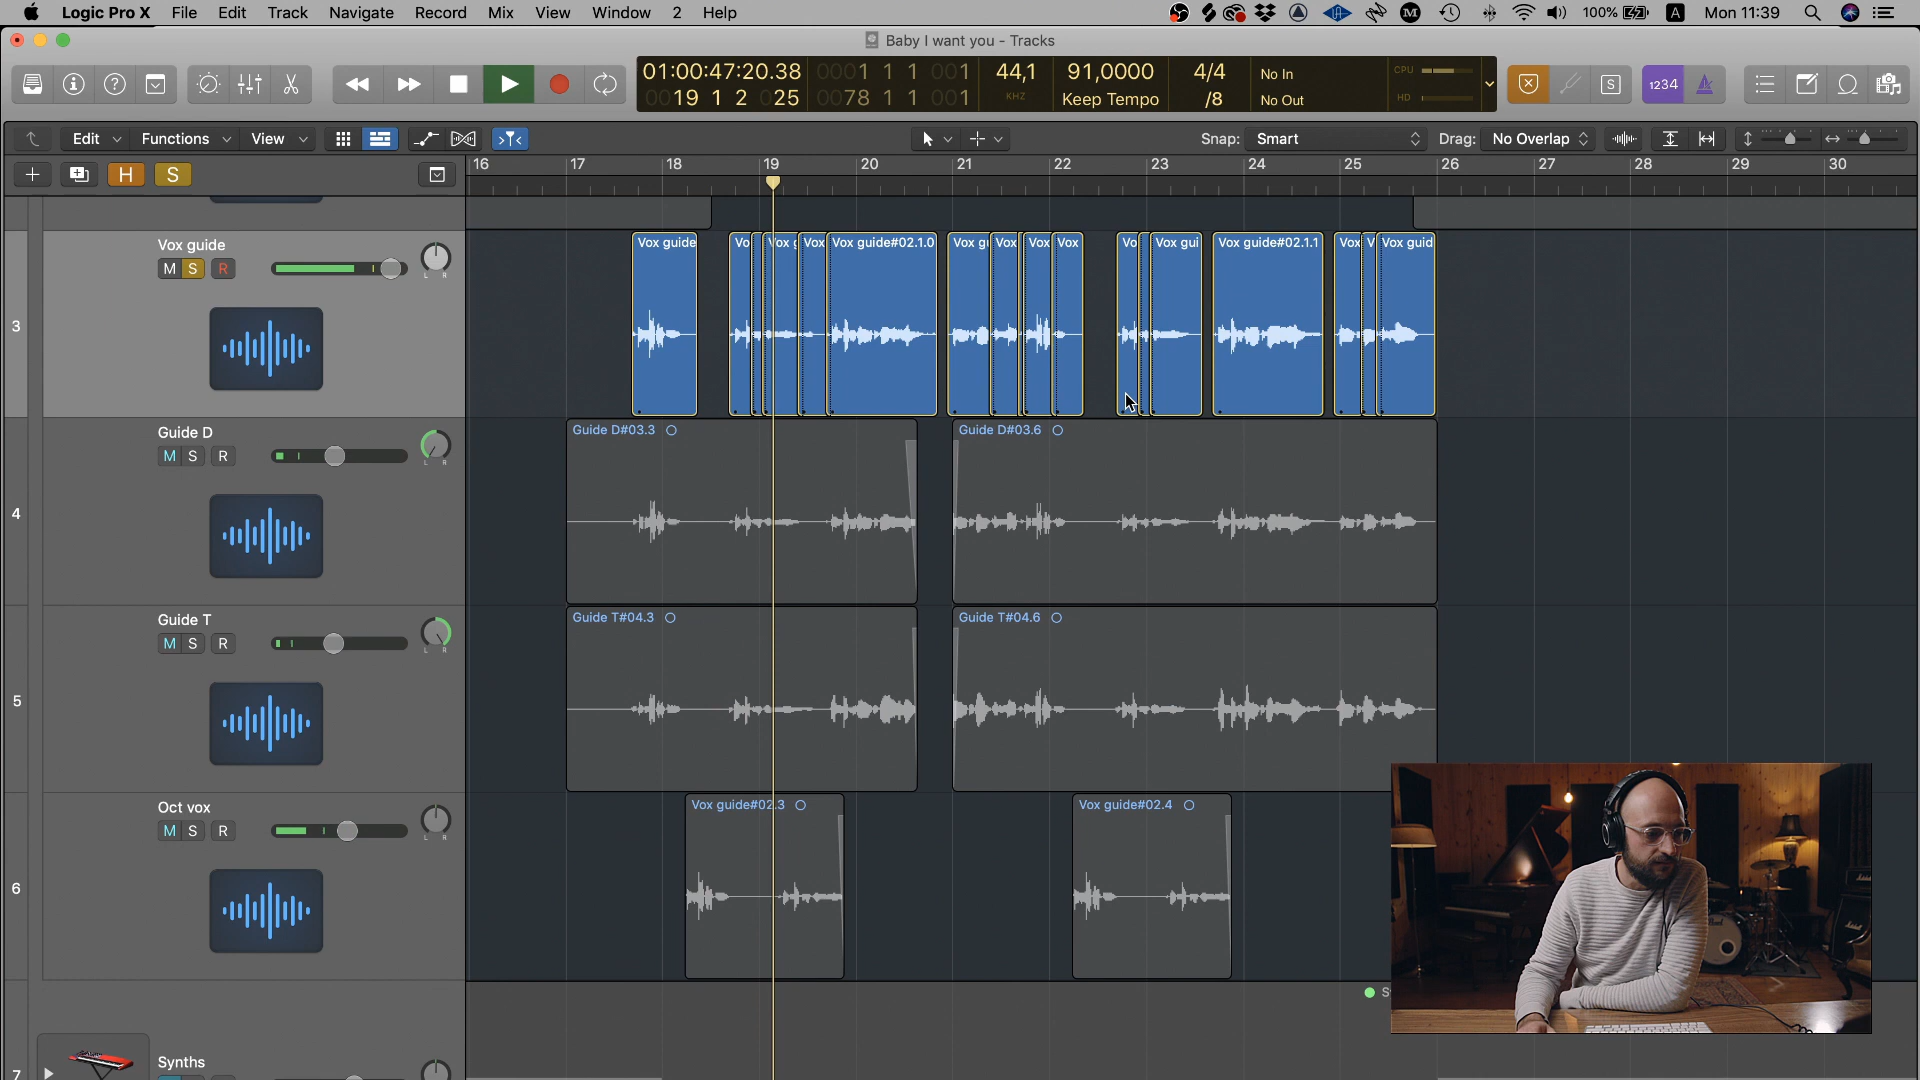 Logic Pro X File Edit Track Navigate Record Mix View Window 2 Help
100% A Mon 11:39
Baby I want you - Tracks
01:00:47:20.38 0001 1 1 001 44,1 91,0000 4/4 No In CPU
0019 1 2 025 0078 1 1 001 KHZ Keep Tempo /8 No Out HD
S 1234
Edit Functions View
Snap: Smart Drag: No Overlap
H S
16 17 18 19 20 21 22 23 24 25 26 27 28 29 30
3
Vox guide
M S R
L R
Vox guide Vo Vox g Vox Vox guide#02.1.0 Vox gu Vox Vox Vox Vo Vox gui Vox guide#02.1.1 Vox V Vox guid
4
Guide D
M S R
L R
Guide D#03.3 Guide D#03.6
5
Guide T
M S R
L R
Guide T#04.3 Guide T#04.6
6
Oct vox
M S R
L R
Vox guide#02.3 Vox guide#02.4
7
Synths